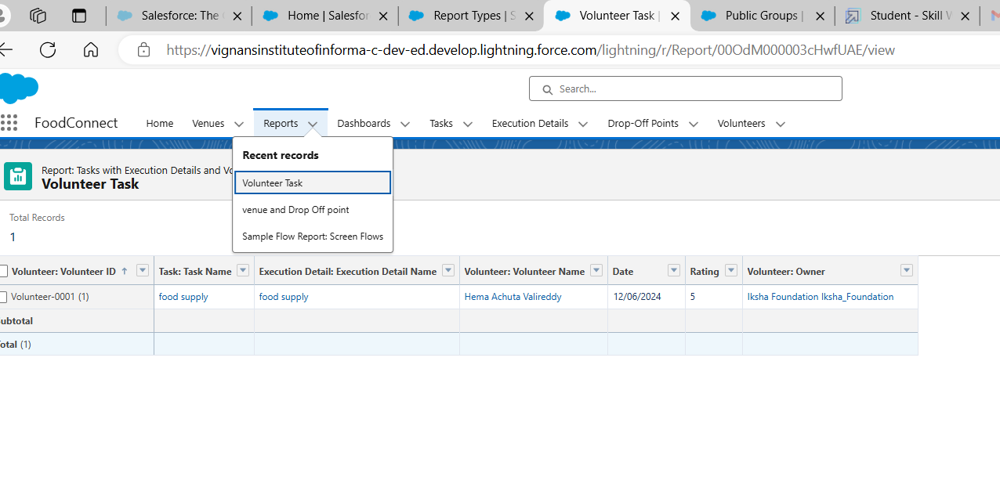 Salesforce: The
Home | Salesfor
Report Types | S
Volunteer Task |
Public Groups |
Student - Skill
https://vignansinstituteofinforma-c-dev-ed.develop.lightning.force.com/lightning/r/Report/00OdM000003cHwfUAE/view
Search...
FoodConnect
Home
Venues
Reports
Dashboards
Tasks
Execution Details
Drop-Off Points
Volunteers
Recent records
Volunteer Task
venue and Drop Off point
Sample Flow Report: Screen Flows
Report: Tasks with Execution Details and Vo
Volunteer Task
Total Records
1
Volunteer: Volunteer ID ↑
Task: Task Name
Execution Detail: Execution Detail Name
Volunteer: Volunteer Name
Date
Rating
Volunteer: Owner
Volunteer-0001 (1)
food supply
food supply
Hema Achuta Valireddy
12/06/2024
5
Iksha Foundation Iksha_Foundation
ubtotal
otal (1)